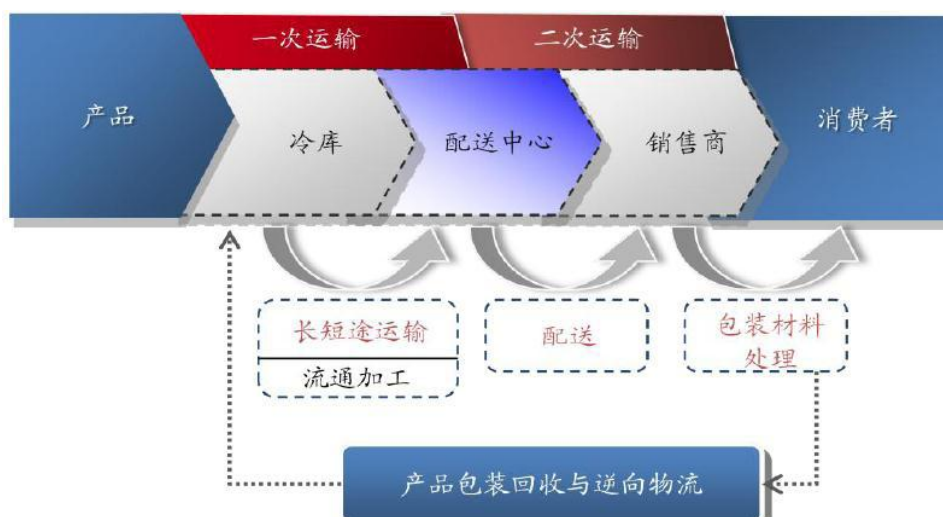 一次运输
二次运输
产品
冷库
配送中心
销售商
消费者
长短途运输
流通加工
配送
包装材料
处理
产品包装回收与逆向物流